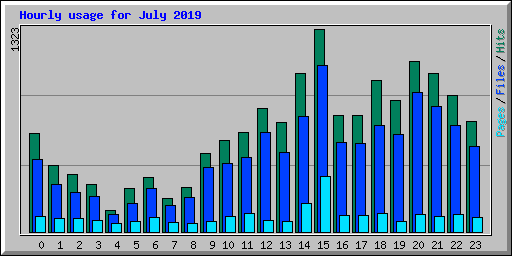 Hourly usage for July 2019
1323
Pages / Files / Hits
0 1 2 3 4 5 6 7 8 9 10 11 12 13 14 15 16 17 18 19 20 21 22 23